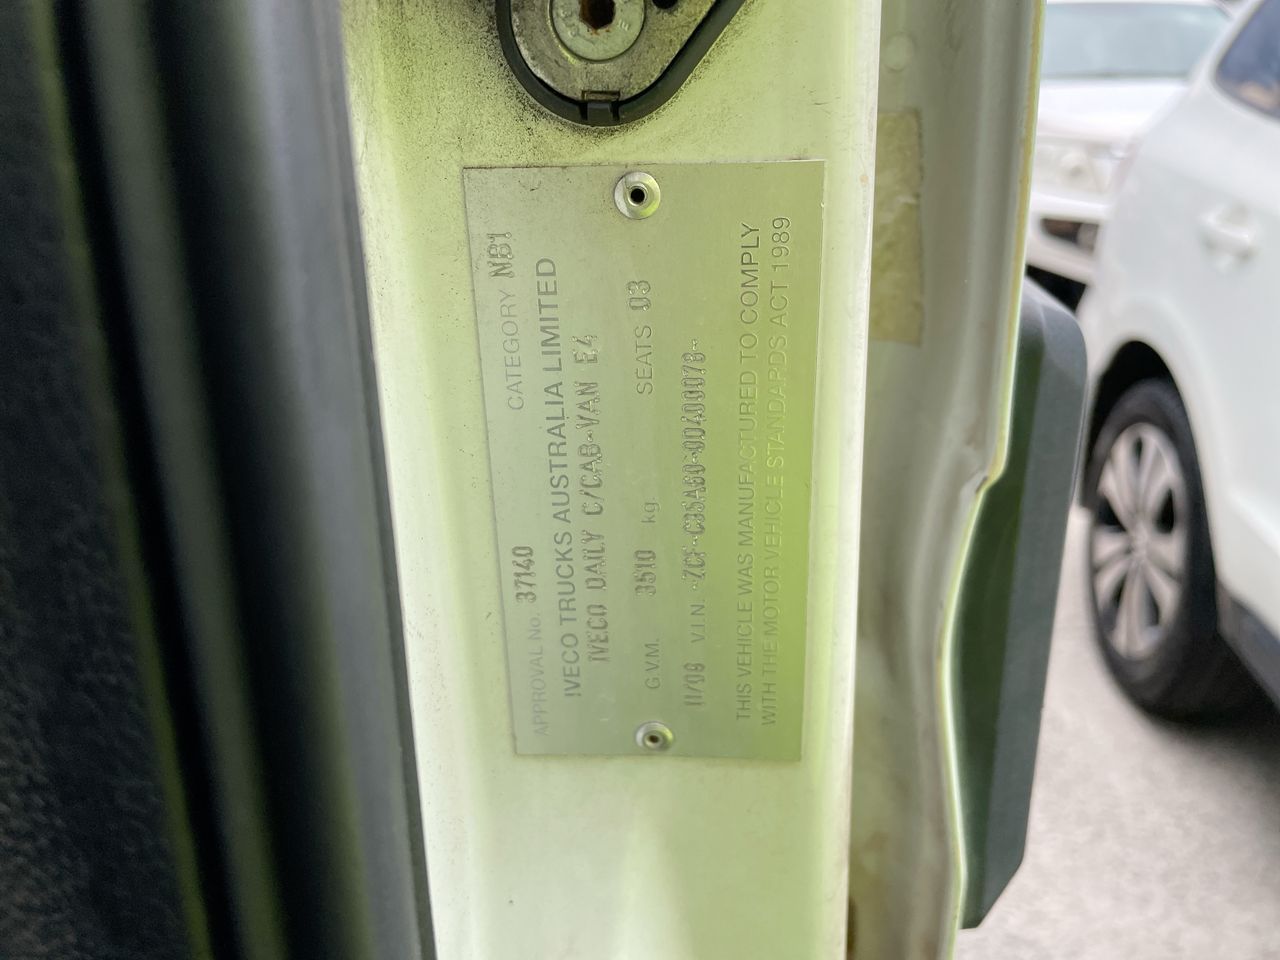 APPROVAL No. 37140 CATEGORY NB1
IVECO TRUCKS AUSTRALIA LIMITED
IVECO DAILY C/CAB-VAN E4
G.V.M. 3510 kg. SEATS 03
11/08 V.I.N.
THIS VEHICLE WAS MANUFACTURED TO COMPLY
WITH THE MOTOR VEHICLE STANDARDS ACT 1989